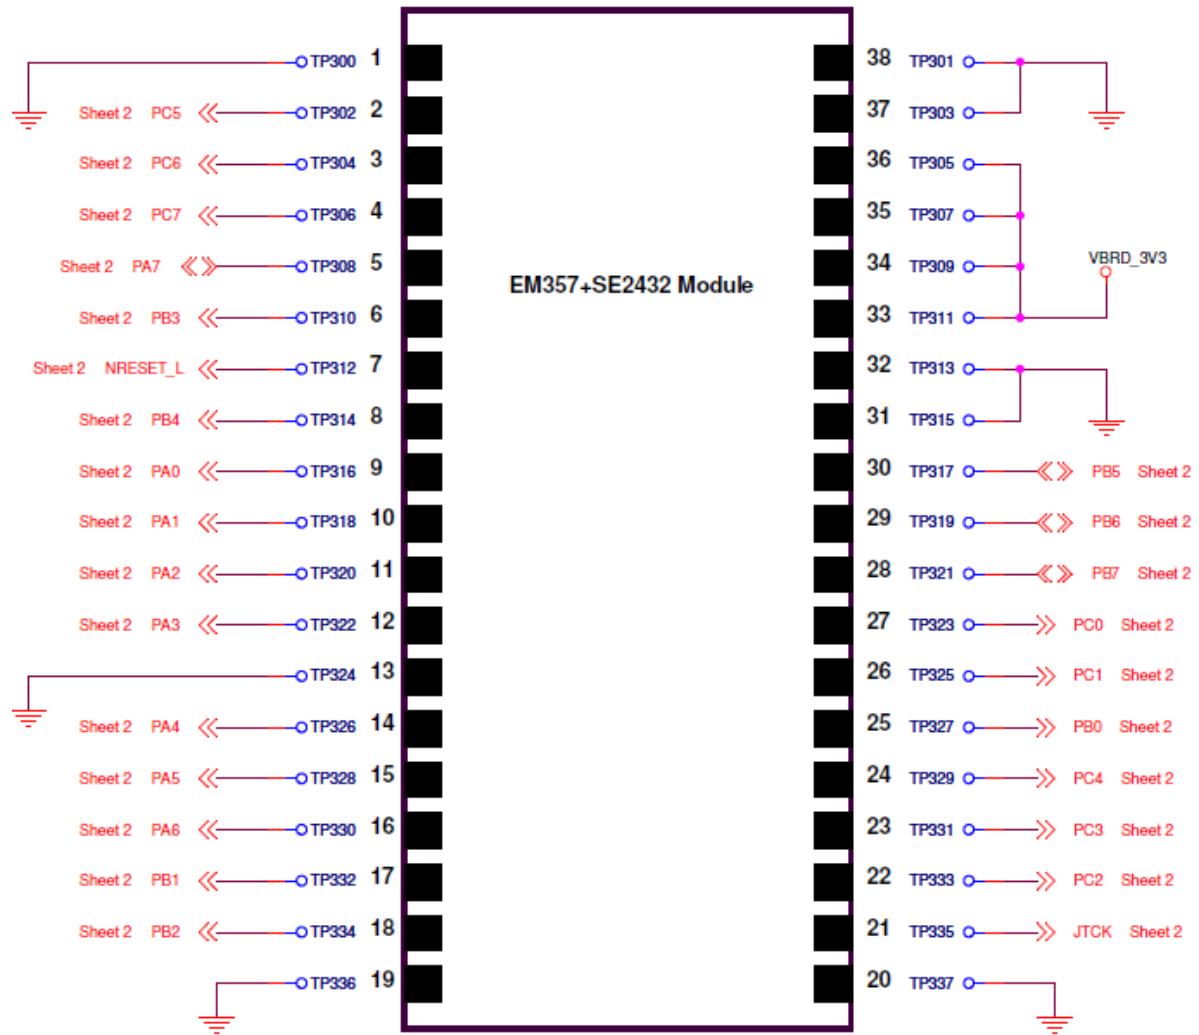 TP300 1 38 TP301
Sheet 2 PC5 TP302 2 37 TP303
Sheet 2 PC6 TP304 3 36 TP305
Sheet 2 PC7 TP306 4 35 TP307
Sheet 2 PA7 TP308 5 34 TP309 VBRD_3V3
EM357+SE2432 Module
Sheet 2 PB3 TP310 6 33 TP311
Sheet 2 NRESET_L TP312 7 32 TP313
Sheet 2 PB4 TP314 8 31 TP315
Sheet 2 PA0 TP316 9 30 TP317 PB5 Sheet 2
Sheet 2 PA1 TP318 10 29 TP319 PB6 Sheet 2
Sheet 2 PA2 TP320 11 28 TP321 PB7 Sheet 2
Sheet 2 PA3 TP322 12 27 TP323 PC0 Sheet 2
TP324 13 26 TP325 PC1 Sheet 2
Sheet 2 PA4 TP326 14 25 TP327 PB0 Sheet 2
Sheet 2 PA5 TP328 15 24 TP329 PC4 Sheet 2
Sheet 2 PA6 TP330 16 23 TP331 PC3 Sheet 2
Sheet 2 PB1 TP332 17 22 TP333 PC2 Sheet 2
Sheet 2 PB2 TP334 18 21 TP335 JTCK Sheet 2
TP336 19 20 TP337